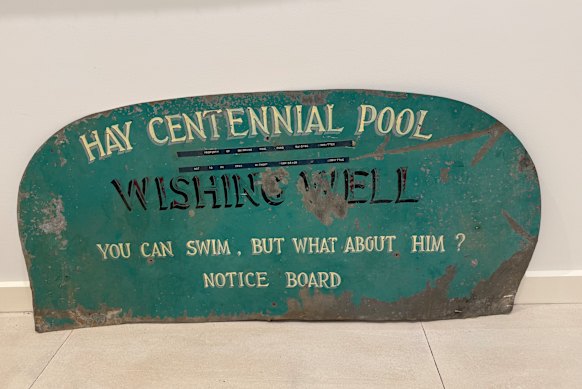 HAY CENTENNIAL POOL
WISHING WELL
YOU CAN SWIM, BUT WHAT ABOUT HIM?
NOTICE BOARD